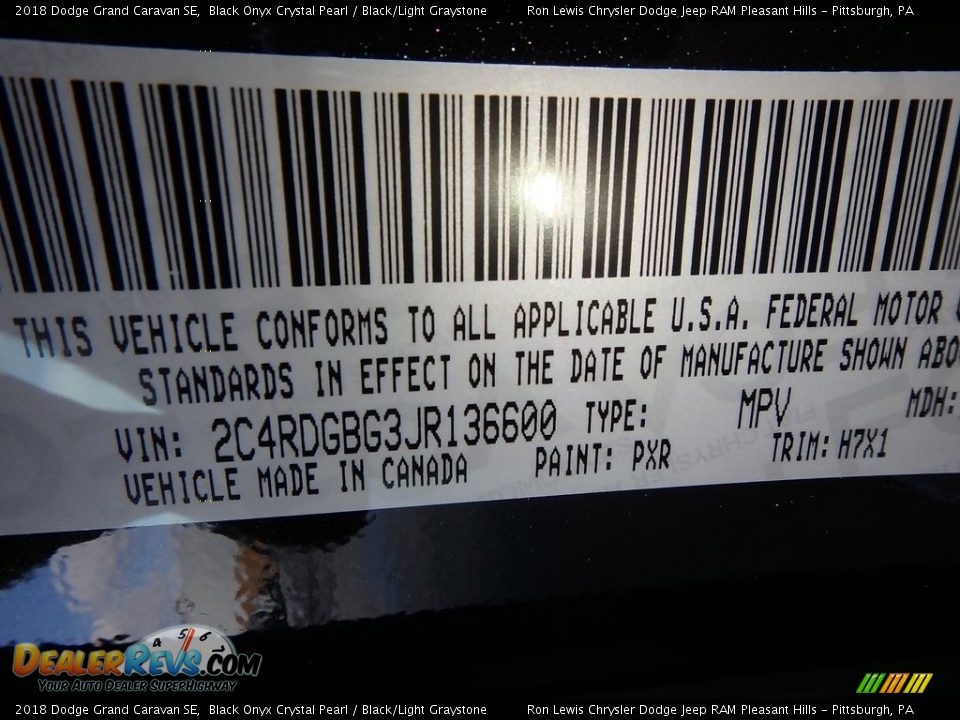 2018 Dodge Grand Caravan SE, Black Onyx Crystal Pearl / Black/Light Graystone Ron Lewis Chrysler Dodge Jeep RAM Pleasant Hills - Pittsburgh, PA
THIS VEHICLE CONFORMS TO ALL APPLICABLE U.S.A. FEDERAL MOTOR
STANDARDS IN EFFECT ON THE DATE OF MANUFACTURE SHOWN ABO
VIN: 2C4RDGBG3JR136600 TYPE: MPV MDH:
VEHICLE MADE IN CANADA PAINT: PXR TRIM: H7X1
4 5 6
DEALERREVS.COM
YOUR AUTO DEALER SUPERHIGHWAY
2018 Dodge Grand Caravan SE, Black Onyx Crystal Pearl / Black/Light Graystone Ron Lewis Chrysler Dodge Jeep RAM Pleasant Hills - Pittsburgh, PA